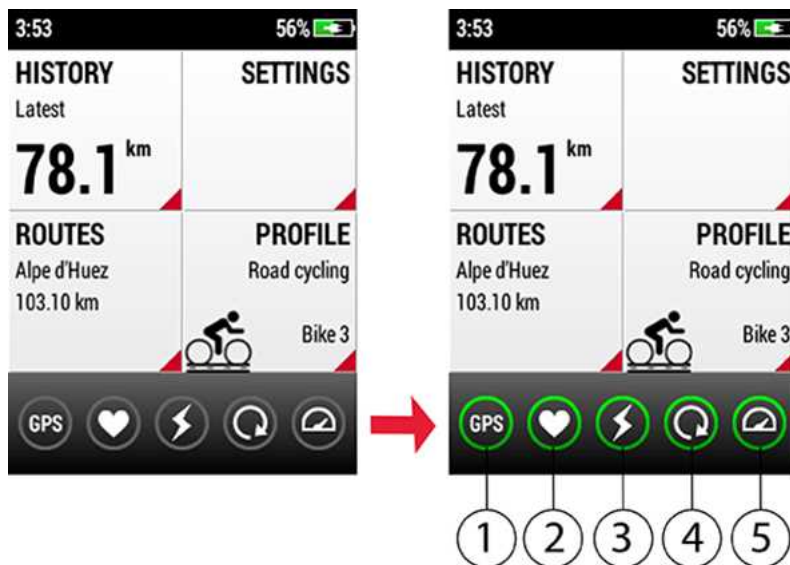 3:53 56%
HISTORY SETTINGS
Latest
78.1 km
ROUTES PROFILE
Alpe d'Huez Road cycling
103.10 km
Bike 3
GPS
3:53 56%
HISTORY SETTINGS
Latest
78.1 km
ROUTES PROFILE
Alpe d'Huez Road cycling
103.10 km
Bike 3
GPS
1 2 3 4 5